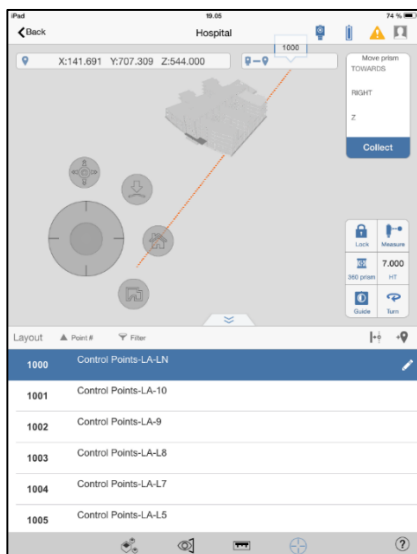 iPad 19.05 74 %
Back Hospital
1000
X:141.691 Y:707.309 Z:544.000
Move prism
TOWARDS
RIGHT
Z
Collect
Lock Measure
7.000
360 prism HT
Guide Turn
Layout Point# Filter
1000 Control Points-LA-LN
1001 Control Points-LA-10
1002 Control Points-LA-9
1003 Control Points-LA-L8
1004 Control Points-LA-L7
1005 Control Points-LA-L5
?